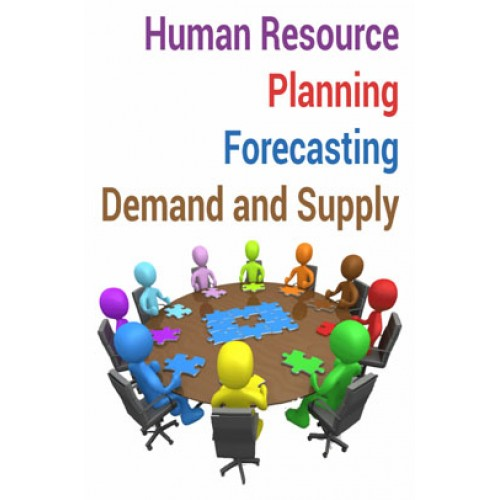 Human Resource
Planning
Forecasting
Demand and Supply